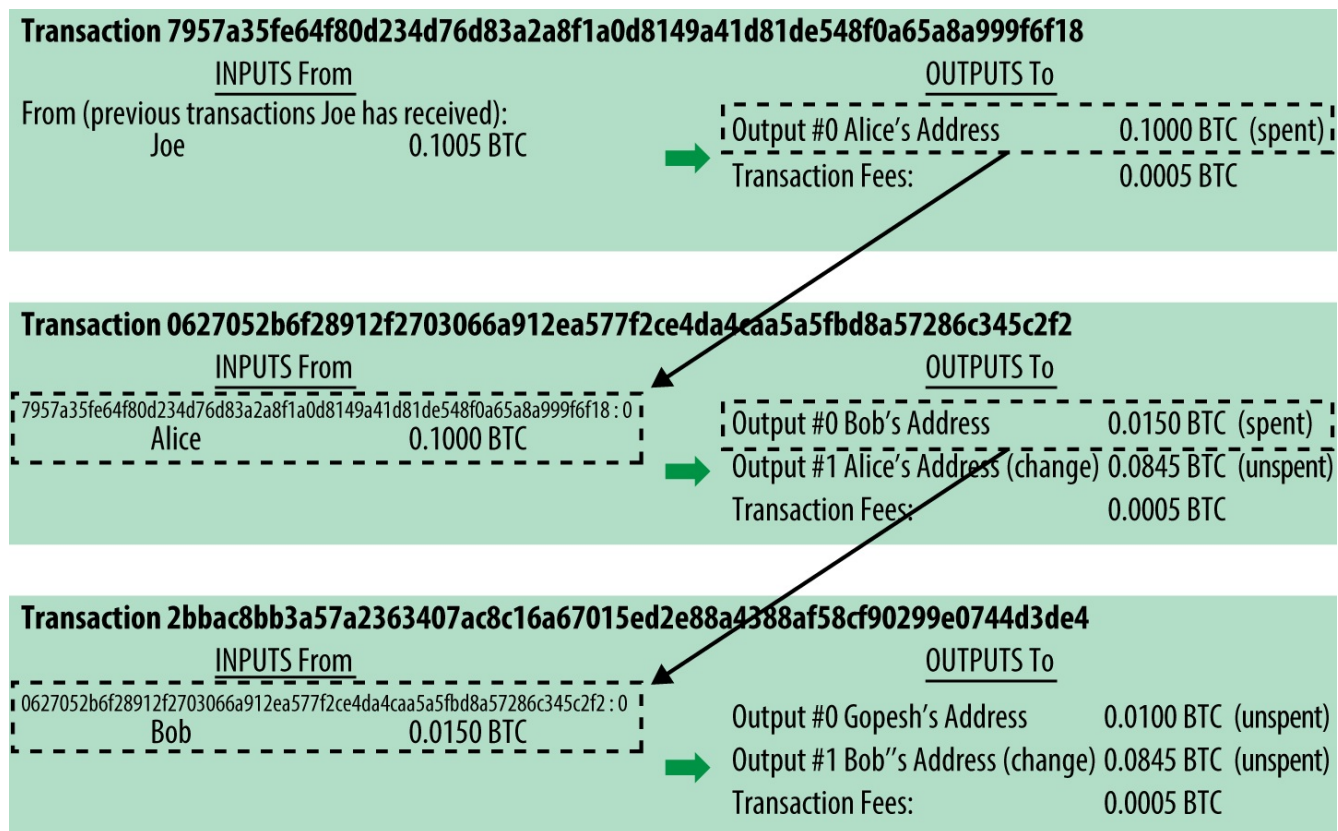 Transaction 7957a35fe64f80d234d76d83a2a8f1a0d8149a41d81de548f0a65a8a999f6f18
INPUTS From
OUTPUTS To
From (previous transactions Joe has received):
Joe 0.1005 BTC
Output #0 Alice's Address 0.1000 BTC (spent)
Transaction Fees: 0.0005 BTC
Transaction 0627052b6f28912f2703066a912ea577f2ce4da4caa5a5fbd8a57286c345c2f2
INPUTS From
OUTPUTS To
7957a35fe64f80d234d76d83a2a8f1a0d8149a41d81de548f0a65a8a999f6f18 : 0
Alice 0.1000 BTC
Output #0 Bob's Address 0.0150 BTC (spent)
Output #1 Alice's Address (change) 0.0845 BTC (unspent)
Transaction Fees: 0.0005 BTC
Transaction 2bbac8bb3a57a2363407ac8c16a67015ed2e88a4388af58cf90299e0744d3de4
INPUTS From
OUTPUTS To
0627052b6f28912f2703066a912ea577f2ce4da4caa5a5fbd8a57286c345c2f2 : 0
Bob 0.0150 BTC
Output #0 Gopesh's Address 0.0100 BTC (unspent)
Output #1 Bob''s Address (change) 0.0845 BTC (unspent)
Transaction Fees: 0.0005 BTC